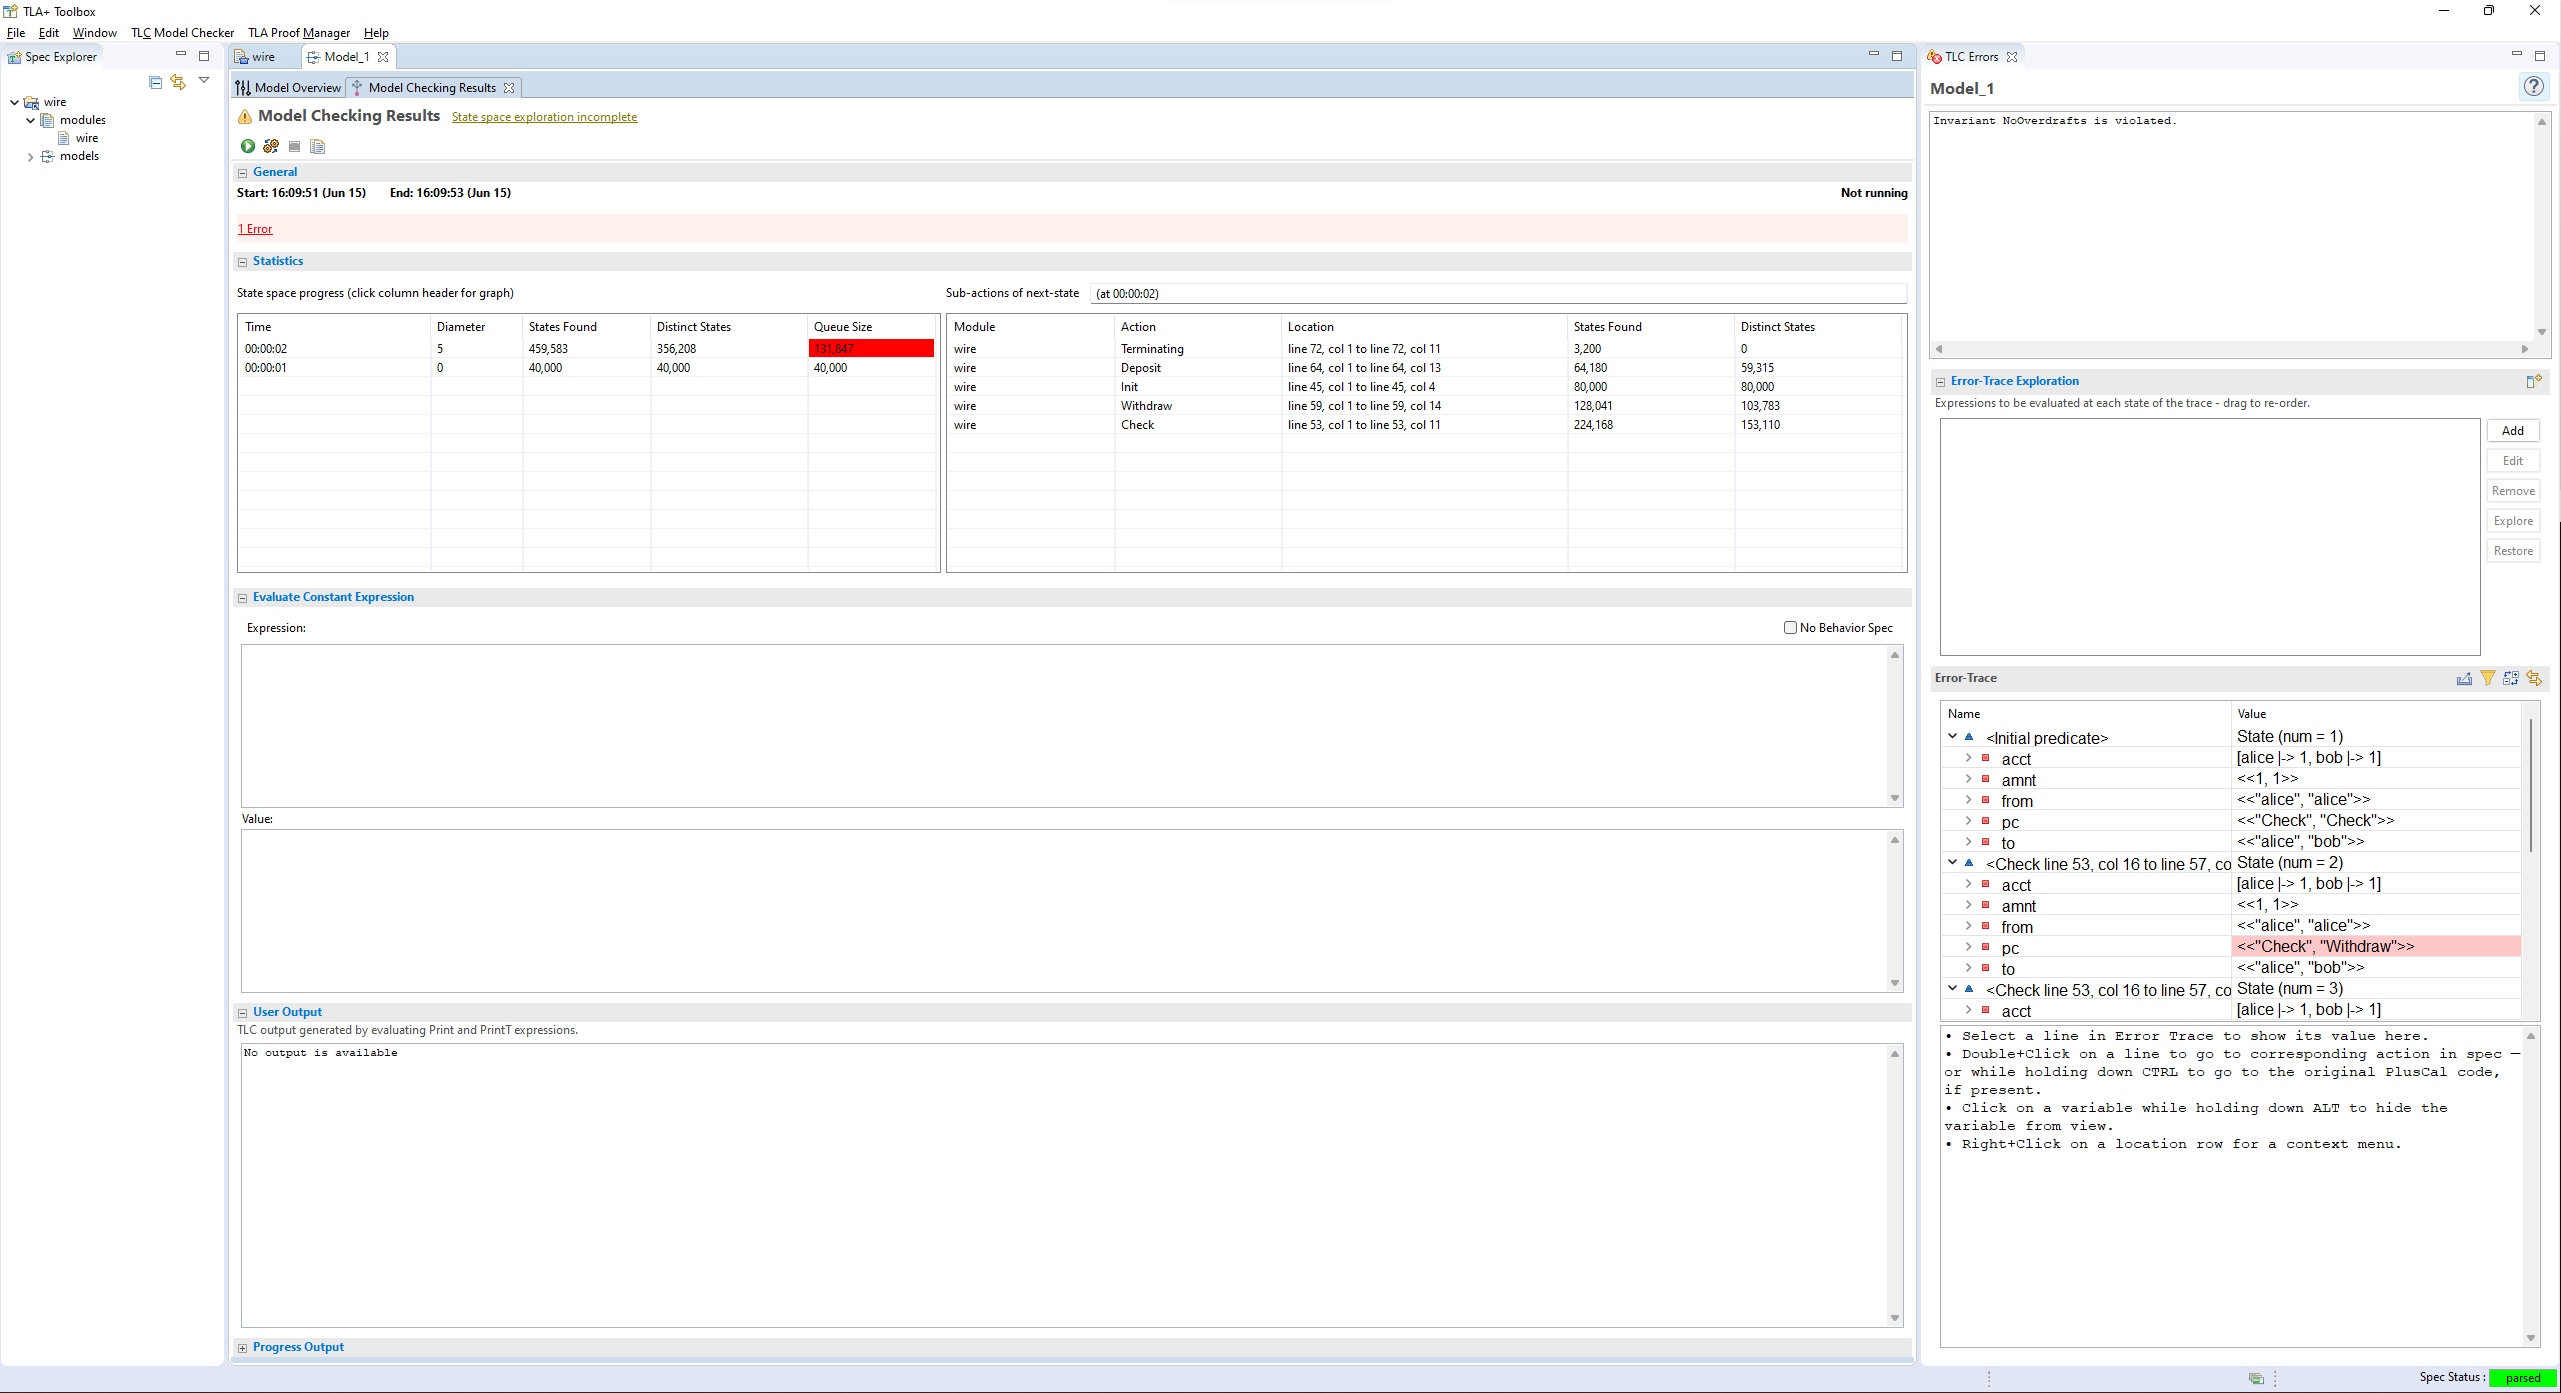 TLA+ Toolbox
File Edit Window TLC Model Checker TLA Proof Manager Help
Spec Explorer
wire
modules
wire
models
wire Model_1
Model Overview Model Checking Results
Model Checking Results State space exploration incomplete
General
Start: 16:09:51 (Jun 15) End: 16:09:53 (Jun 15) Not running
1 Error
Statistics
State space progress (click column header for graph)
Time Diameter States Found Distinct States Queue Size
00:00:02 5 459,583 356,208 131,847
00:00:01 0 40,000 40,000 40,000
Sub-actions of next-state (at 00:00:02)
Module Action Location States Found Distinct States
wire Terminating line 72, col 1 to line 72, col 11 3,200 0
wire Deposit line 64, col 1 to line 64, col 13 64,180 59,315
wire Init line 45, col 1 to line 45, col 4 80,000 80,000
wire Withdraw line 59, col 1 to line 59, col 14 128,041 103,783
wire Check line 53, col 1 to line 53, col 11 224,168 153,110
Evaluate Constant Expression
Expression: No Behavior Spec
Value:
User Output
TLC output generated by evaluating Print and PrintT expressions.
No output is available
Progress Output
TLC Errors
Model_1
Invariant NoOverdrafts is violated.
Error-Trace Exploration
Expressions to be evaluated at each state of the trace - drag to re-order.
Add
Edit
Remove
Explore
Restore
Error-Trace
Name Value
<Initial predicate> State (num = 1)
acct [alice |-> 1, bob |-> 1]
amnt <<1, 1>>
from <<"alice", "alice">>
pc <<"Check", "Check">>
to <<"alice", "bob">>
<Check line 53, col 16 to line 57, co State (num = 2)
acct [alice |-> 1, bob |-> 1]
amnt <<1, 1>>
from <<"alice", "alice">>
pc <<"Check", "Withdraw">>
to <<"alice", "bob">>
<Check line 53, col 16 to line 57, co State (num = 3)
acct [alice |-> 1, bob |-> 1]
• Select a line in Error Trace to show its value here.
• Double+Click on a line to go to corresponding action in spec —
or while holding down CTRL to go to the original PlusCal code,
if present.
• Click on a variable while holding down ALT to hide the
variable from view.
• Right+Click on a location row for a context menu.
Spec Status : parsed